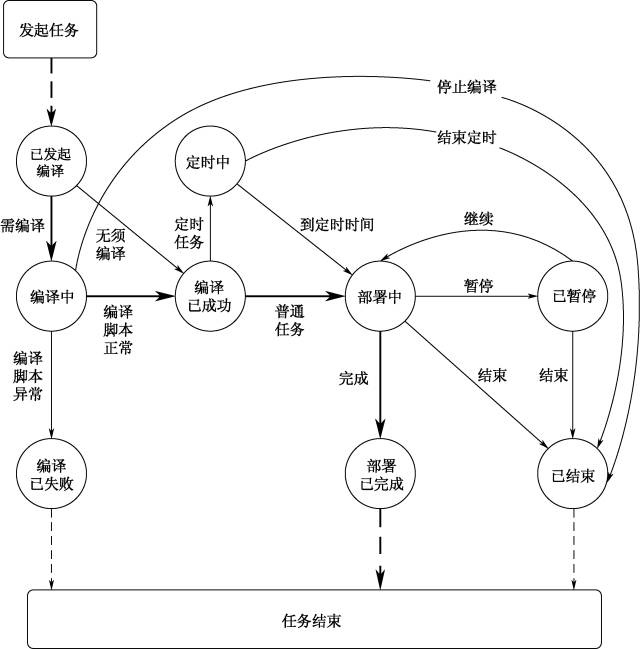 发起任务
停止编译
结束定时
已发起
编译
定时中
需编译
无须
编译
定时
任务
到定时时间
继续
编译中
编译
已成功
部署中
暂停
已暂停
编译
脚本
正常
普通
任务
编译
脚本
异常
完成
结束
结束
编译
已失败
部署
已完成
已结束
任务结束